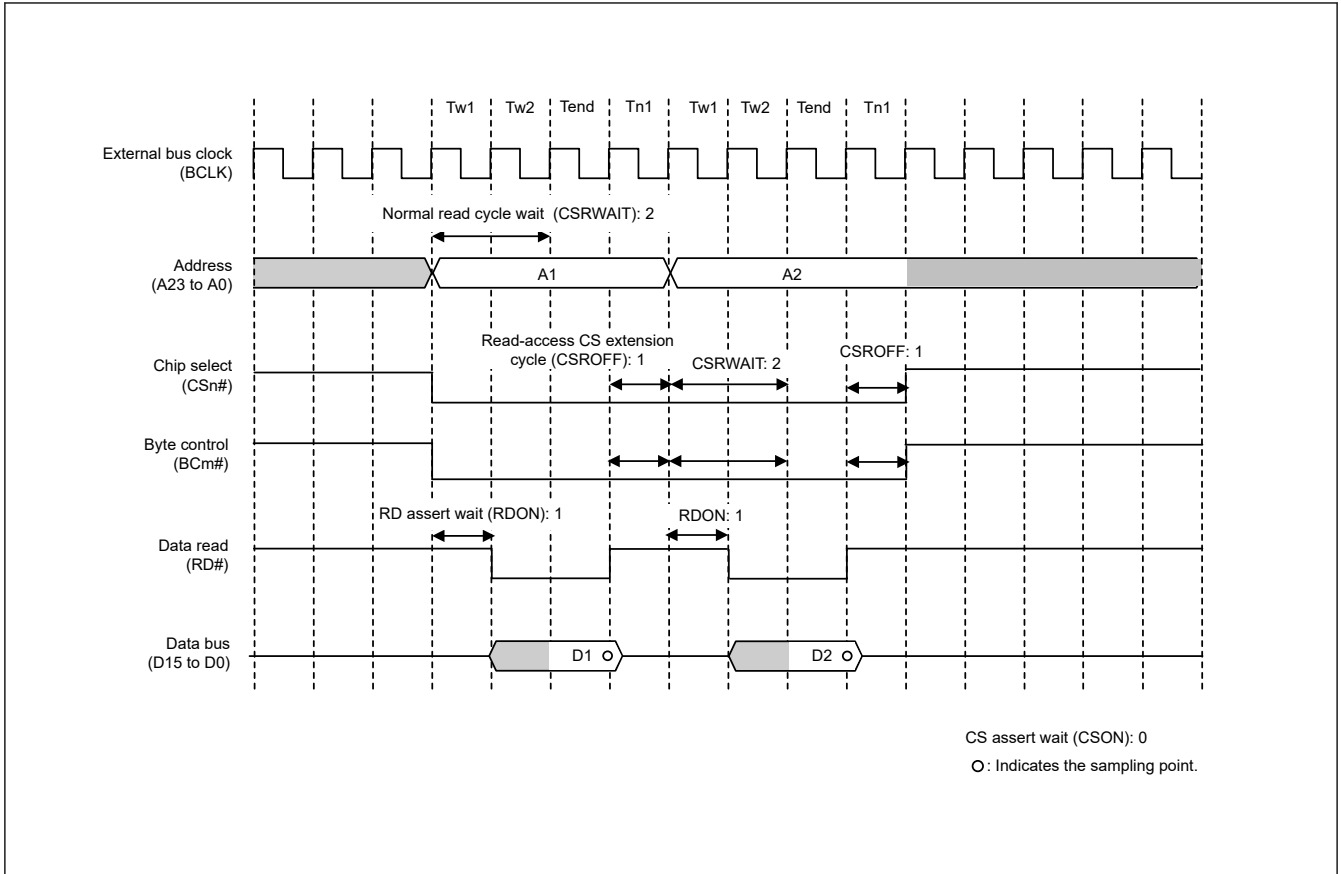 Tw1 Tw2 Tend Tn1 Tw1 Tw2 Tend Tn1
External bus clock
(BCLK)
Normal read cycle wait (CSRWAIT): 2
Address
(A23 to A0)
A1 A2
Read-access CS extension
cycle (CSROFF): 1
CSRWAIT: 2
CSROFF: 1
Chip select
(CSn#)
Byte control
(BCm#)
RD assert wait (RDON): 1
RDON: 1
Data read
(RD#)
Data bus
(D15 to D0)
D1 D2
CS assert wait (CSON): 0
: Indicates the sampling point.